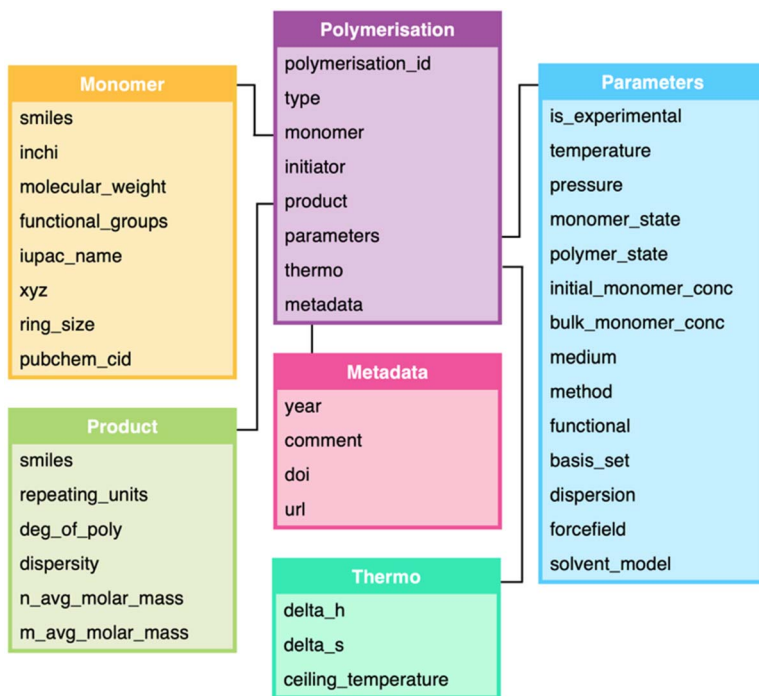 Polymerisation
polymerisation_id
type
monomer
initiator
product
parameters
thermo
metadata
Monomer
smiles
inchi
molecular_weight
functional_groups
iupac_name
xyz
ring_size
pubchem_cid
Parameters
is_experimental
temperature
pressure
monomer_state
polymer_state
initial_monomer_conc
bulk_monomer_conc
medium
method
functional
basis_set
dispersion
forcefield
solvent_model
Metadata
year
comment
doi
url
Product
smiles
repeating_units
deg_of_poly
dispersity
n_avg_molar_mass
m_avg_molar_mass
Thermo
delta_h
delta_s
ceiling_temperature